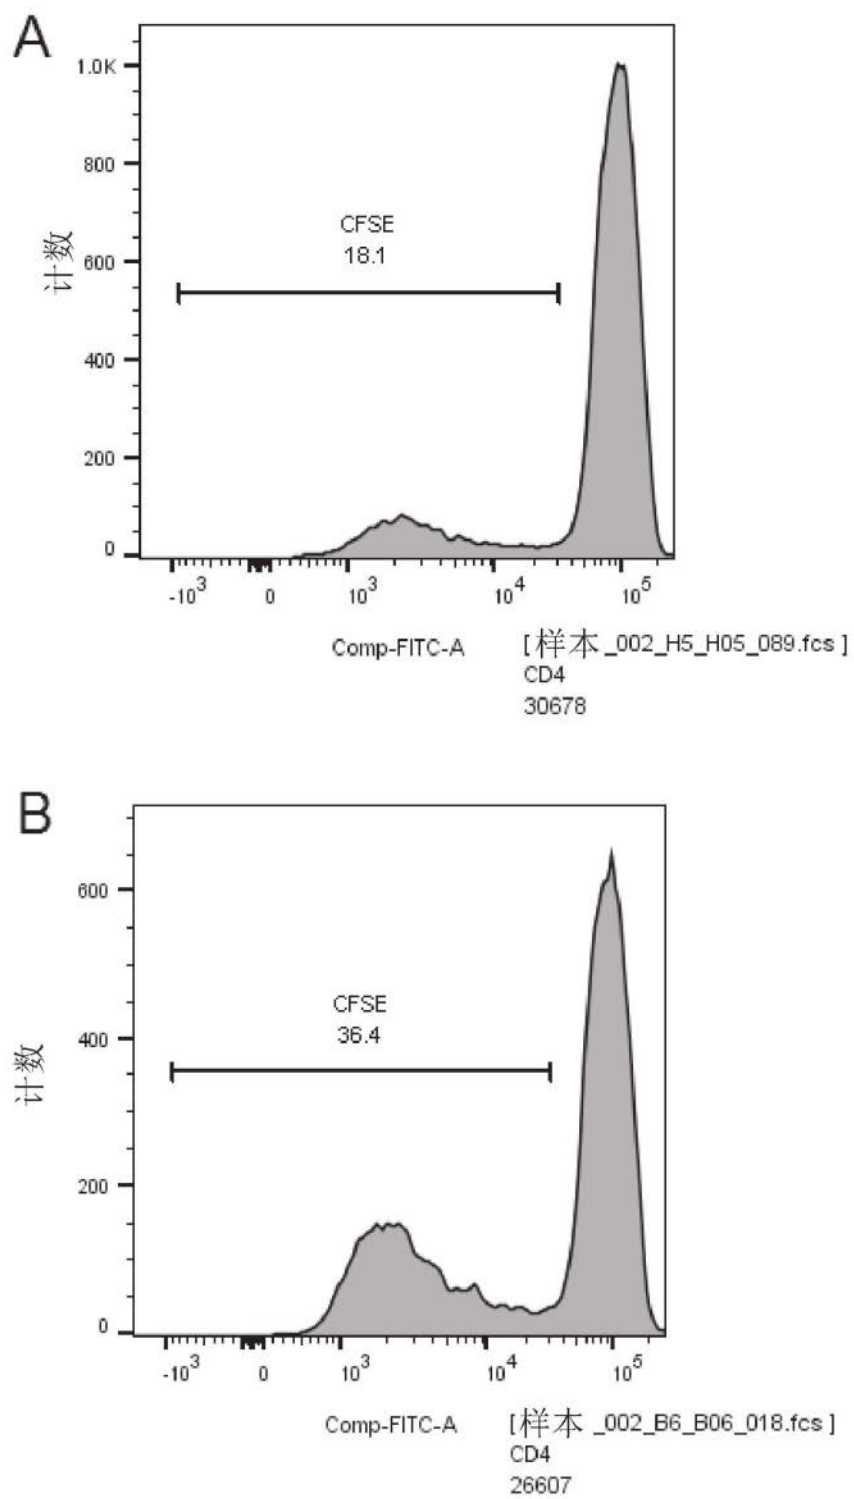 A
1.0K
800
600
400
200
0
计数
CFSE
18.1
-10³ 0 10³ 10⁴ 10⁵
Comp-FITC-A
[样本_002_H5_H05_089.fcs]
CD4
30678
B
600
400
200
0
计数
CFSE
36.4
-10³ 0 10³ 10⁴ 10⁵
Comp-FITC-A
[样本_002_B6_B06_018.fcs]
CD4
26607